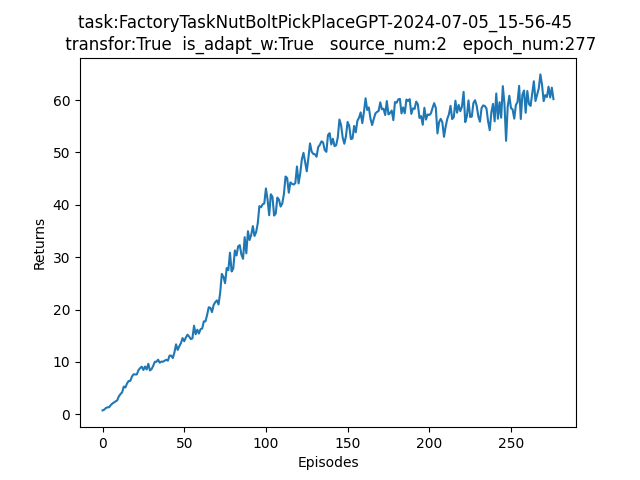 task:FactoryTaskNutBoltPickPlaceGPT-2024-07-05_15-56-45
transfor:True is_adapt_w:True source_num:2 epoch_num:277
60
50
40
30
20
10
0
Returns
0 50 100 150 200 250
Episodes